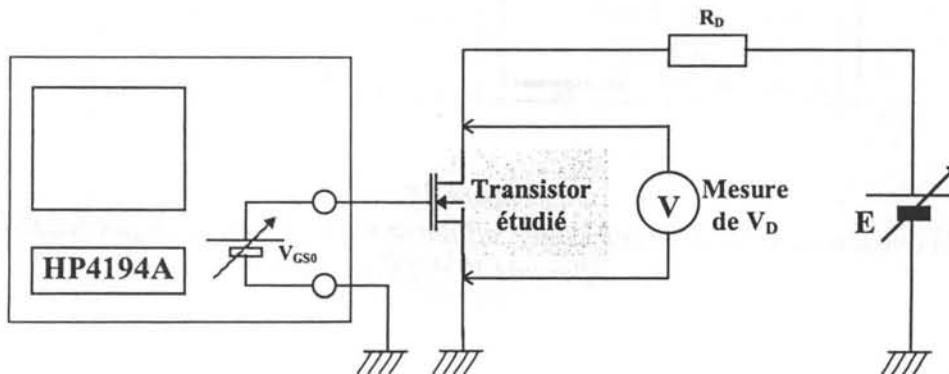 R_D
Transistor
étudié
V
Mesure
de V_D
E
V_GS0
HP4194A